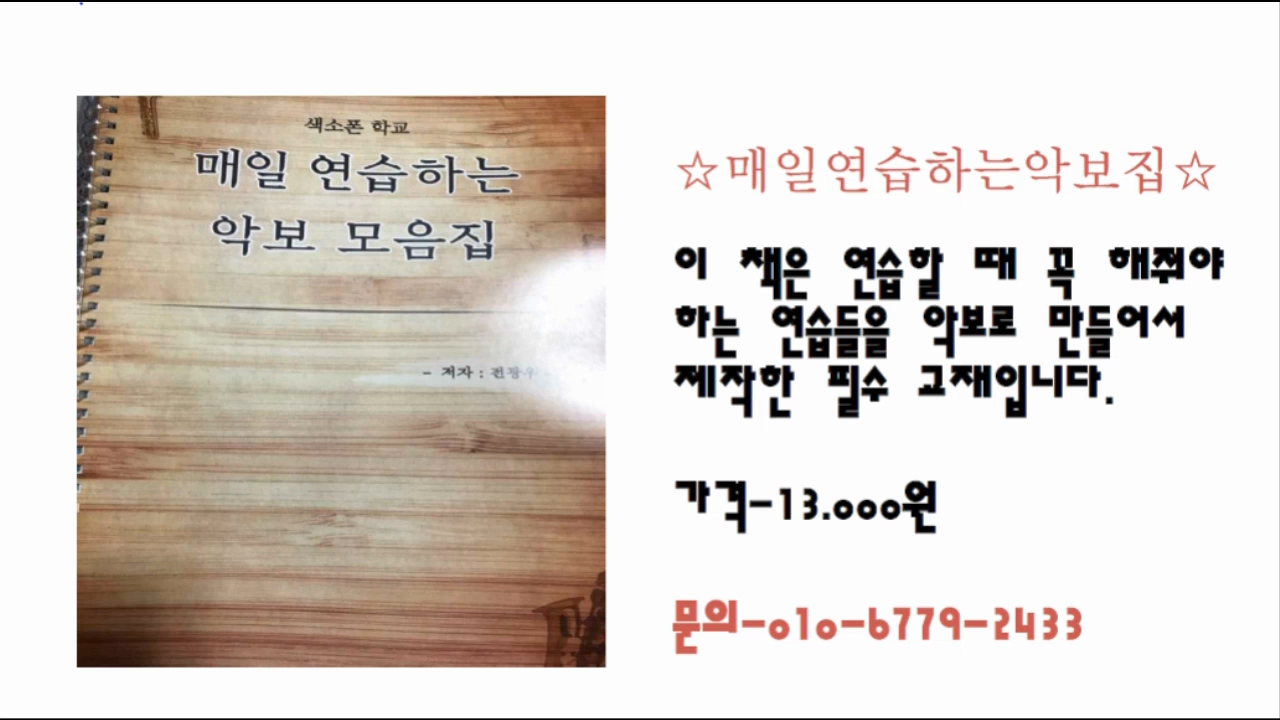 색소폰 학교
매일 연습하는
악보 모음집
- 저자 : 전장우 -
☆매일연습하는악보집☆
이 책은 연습할 때 꼭 해줘야
하는 연습들을 악보로 만들어서
제작한 필수 교재입니다.
가격-13.000원
문의-010-6779-2433